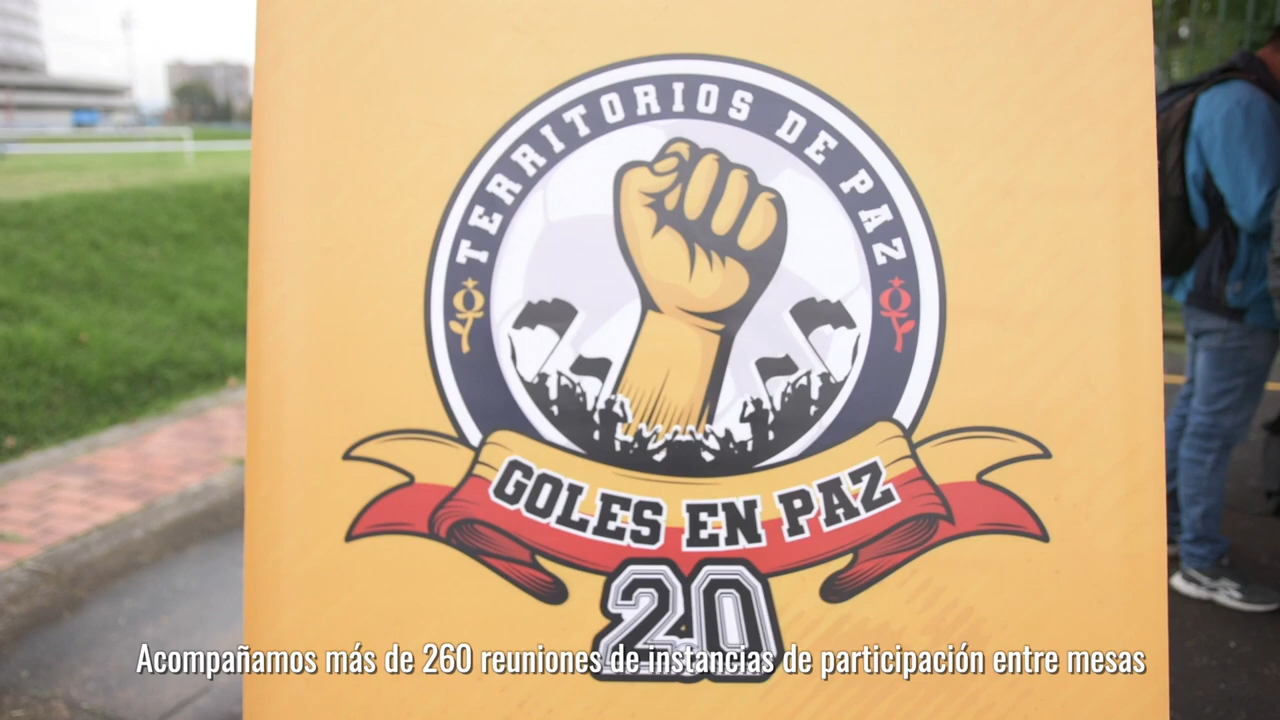 TERRITORIOS DE PAZ
GOLES EN PAZ
2.0
Acompañamos más de 260 reuniones de instancias de participación entre mesas